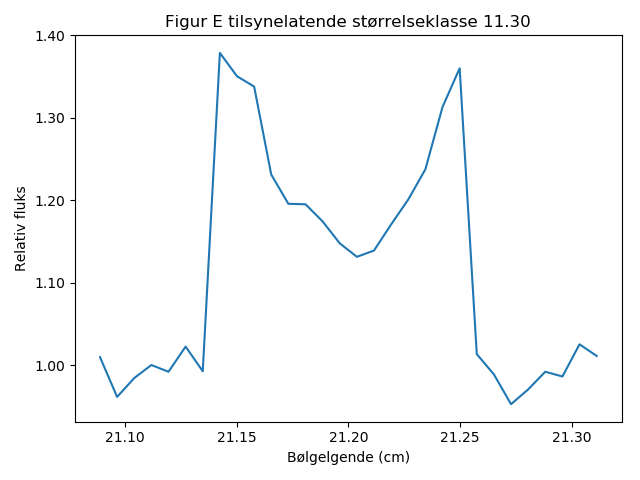 Figur E tilsynelatende størrelseklasse 11.30
1.40
1.30
1.20
1.10
1.00
Relativ fluks
21.10 21.15 21.20 21.25 21.30
Bølgelgende (cm)